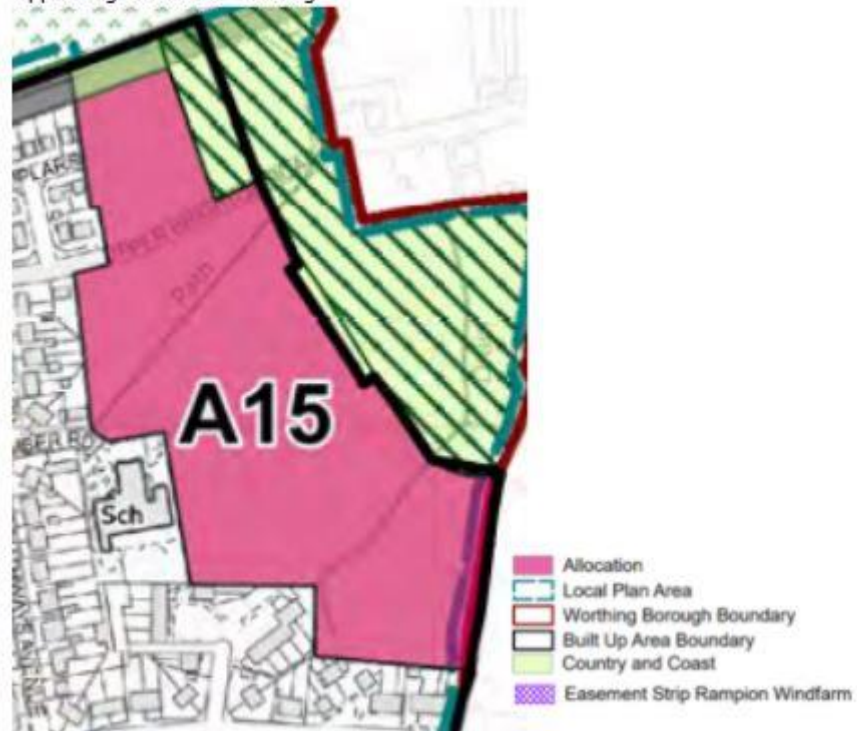 Path
A15
Sch
Allocation
Local Plan Area
Worthing Borough Boundary
Built Up Area Boundary
Country and Coast
Easement Strip Rampion Windfarm